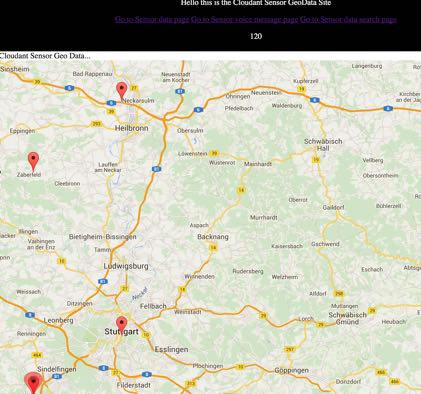 Hello this is the Cloudant Sensor GeoData Site
Go to Sensor data page Go to Sensor voice message page Go to Sensor data search page
120
Cloudant Sensor Geo Data...
Langenburg
Sinsheim
Bad Rappenau
Neuenstadt am Kocher
Kupferzell
Neckarsulm
Öhringen
Neuenstein
Pfedelbach
Waldenburg
Eppingen
Heilbronn
Obersulm
Schwäbisch Hall
Löwenstein
Wüstenrot
Mainhardt
Vellberg
Zaberfeld
Lauffen am Neckar
Obersontheim
Cleebronn
Oberrot
Bühlerzell
Murrhardt
Gaildorf
Illingen
Aspach
Vaihingen an der Enz
Bietigheim-Bissingen
Backnang
Kaisersbach
Gschwend
Tamm
Ludwigsburg
Rudersberg
Welzheim
Eschach
Weissach
Winnenden
Ditzingen
Neckar
Fellbach
Alfdorf
Mutlangen
Leonberg
Weinstadt
Lorch
Schwäbisch Gmünd
Heubach
Renningen
Stuttgart
Esslingen
Sindelfingen
Plochingen
Göppingen
Filderstadt
Donzdorf